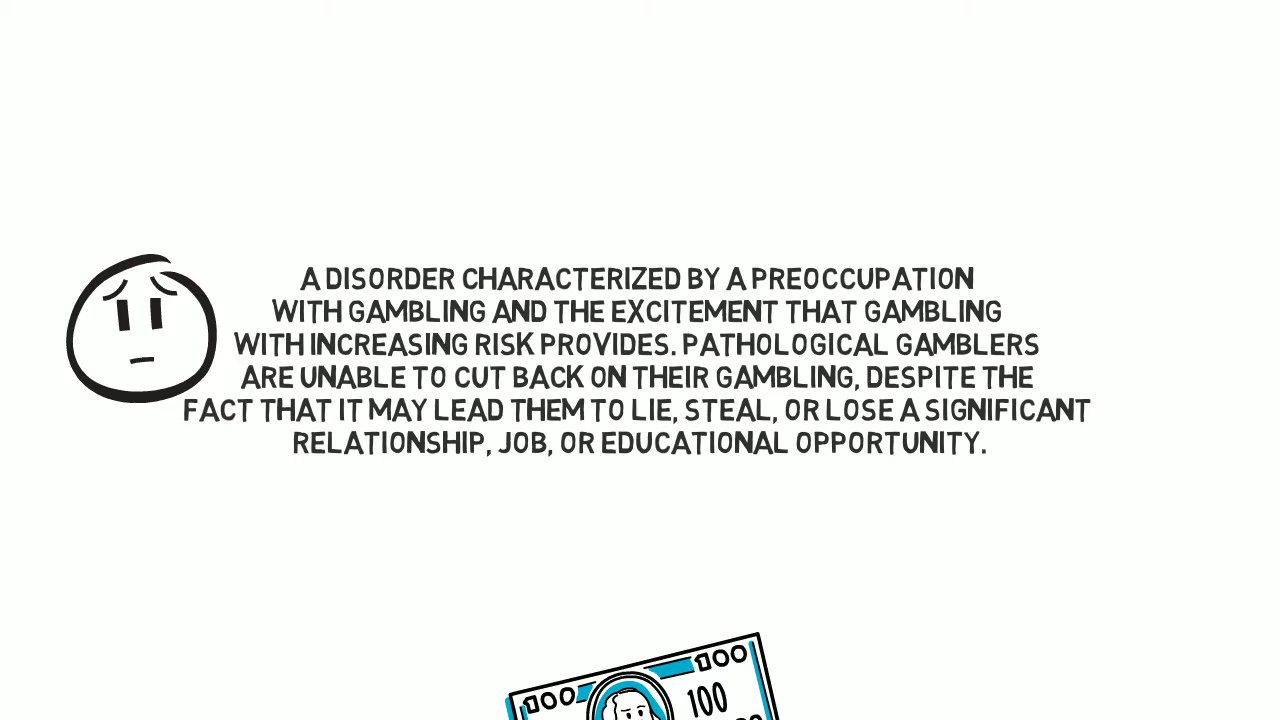 A DISORDER CHARACTERIZED BY A PREOCCUPATION
WITH GAMBLING AND THE EXCITEMENT THAT GAMBLING
WITH INCREASING RISK PROVIDES. PATHOLOGICAL GAMBLERS
ARE UNABLE TO CUT BACK ON THEIR GAMBLING, DESPITE THE
FACT THAT IT MAY LEAD THEM TO LIE, STEAL, OR LOSE A SIGNIFICANT
RELATIONSHIP, JOB, OR EDUCATIONAL OPPORTUNITY.
100
100
100